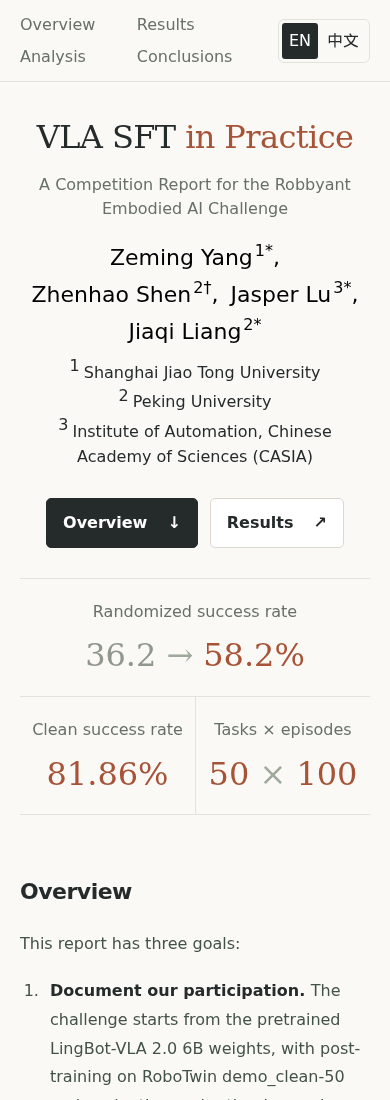 Overview
Results
Analysis
Conclusions
EN
中文
VLA SFT in Practice
A Competition Report for the Robbyant
Embodied AI Challenge
Zeming Yang1*,
Zhenhao Shen2†, Jasper Lu3*,
Jiaqi Liang2*
1 Shanghai Jiao Tong University
2 Peking University
3 Institute of Automation, Chinese
Academy of Sciences (CASIA)
Overview ↓
Results ↗
Randomized success rate
36.2 → 58.2%
Clean success rate
81.86%
Tasks × episodes
50 × 100
Overview
This report has three goals:
1. Document our participation. The
challenge starts from the pretrained
LingBot-VLA 2.0 6B weights, with post-
training on RoboTwin demo_clean-50